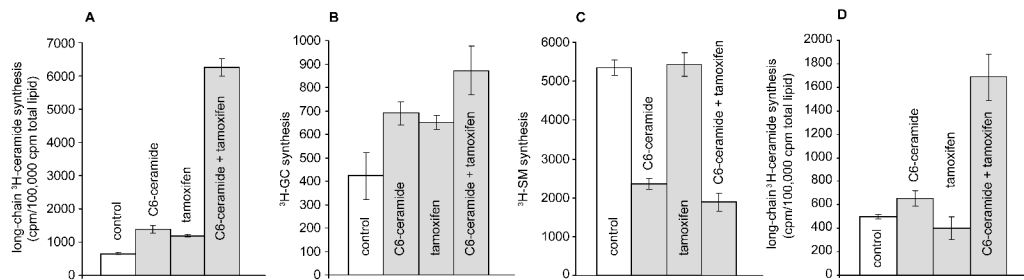 A
long-chain ³H-ceramide synthesis
(cpm/100,000 cpm total lipid)
7000
6000
5000
4000
3000
2000
1000
0
control
C6-ceramide
tamoxifen
C6-ceramide + tamoxifen
B
³H-GC synthesis
1000
900
800
700
600
500
400
300
200
100
0
control
C6-ceramide
tamoxifen
C6-ceramide + tamoxifen
C
³H-SM synthesis
6000
5000
4000
3000
2000
1000
0
control
C6-ceramide
tamoxifen
C6-ceramide + tamoxifen
D
long-chain ³H-ceramide synthesis
(cpm/100,000 cpm total lipid)
2000
1800
1600
1400
1200
1000
800
600
400
200
0
control
C6-ceramide
tamoxifen
C6-ceramide + tamoxifen